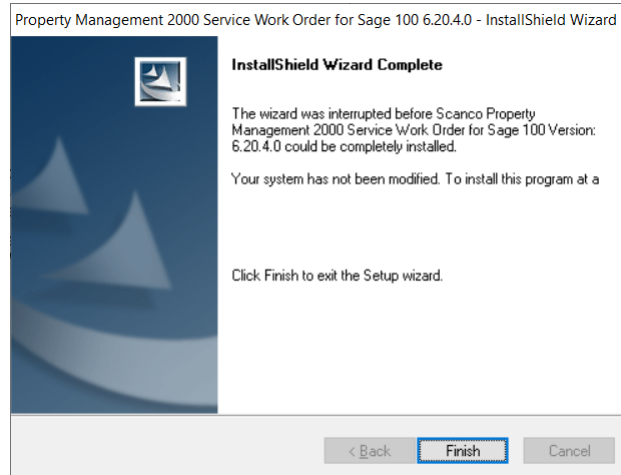 Property Management 2000 Service Work Order for Sage 100 6.20.4.0 - InstallShield Wizard
InstallShield Wizard Complete
The wizard was interrupted before Scanco Property
Management 2000 Service Work Order for Sage 100 Version:
6.20.4.0 could be completely installed.
Your system has not been modified. To install this program at a
Click Finish to exit the Setup wizard.
< Back
Finish
Cancel